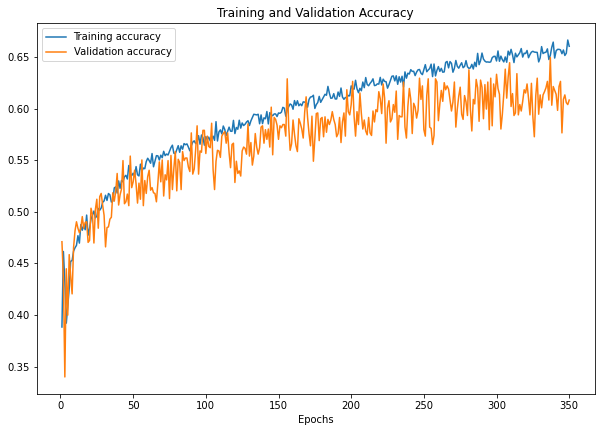 Training and Validation Accuracy
Training accuracy
Validation accuracy
0.65
0.60
0.55
0.50
0.45
0.40
0.35
0 50 100 150 200 250 300 350
Epochs